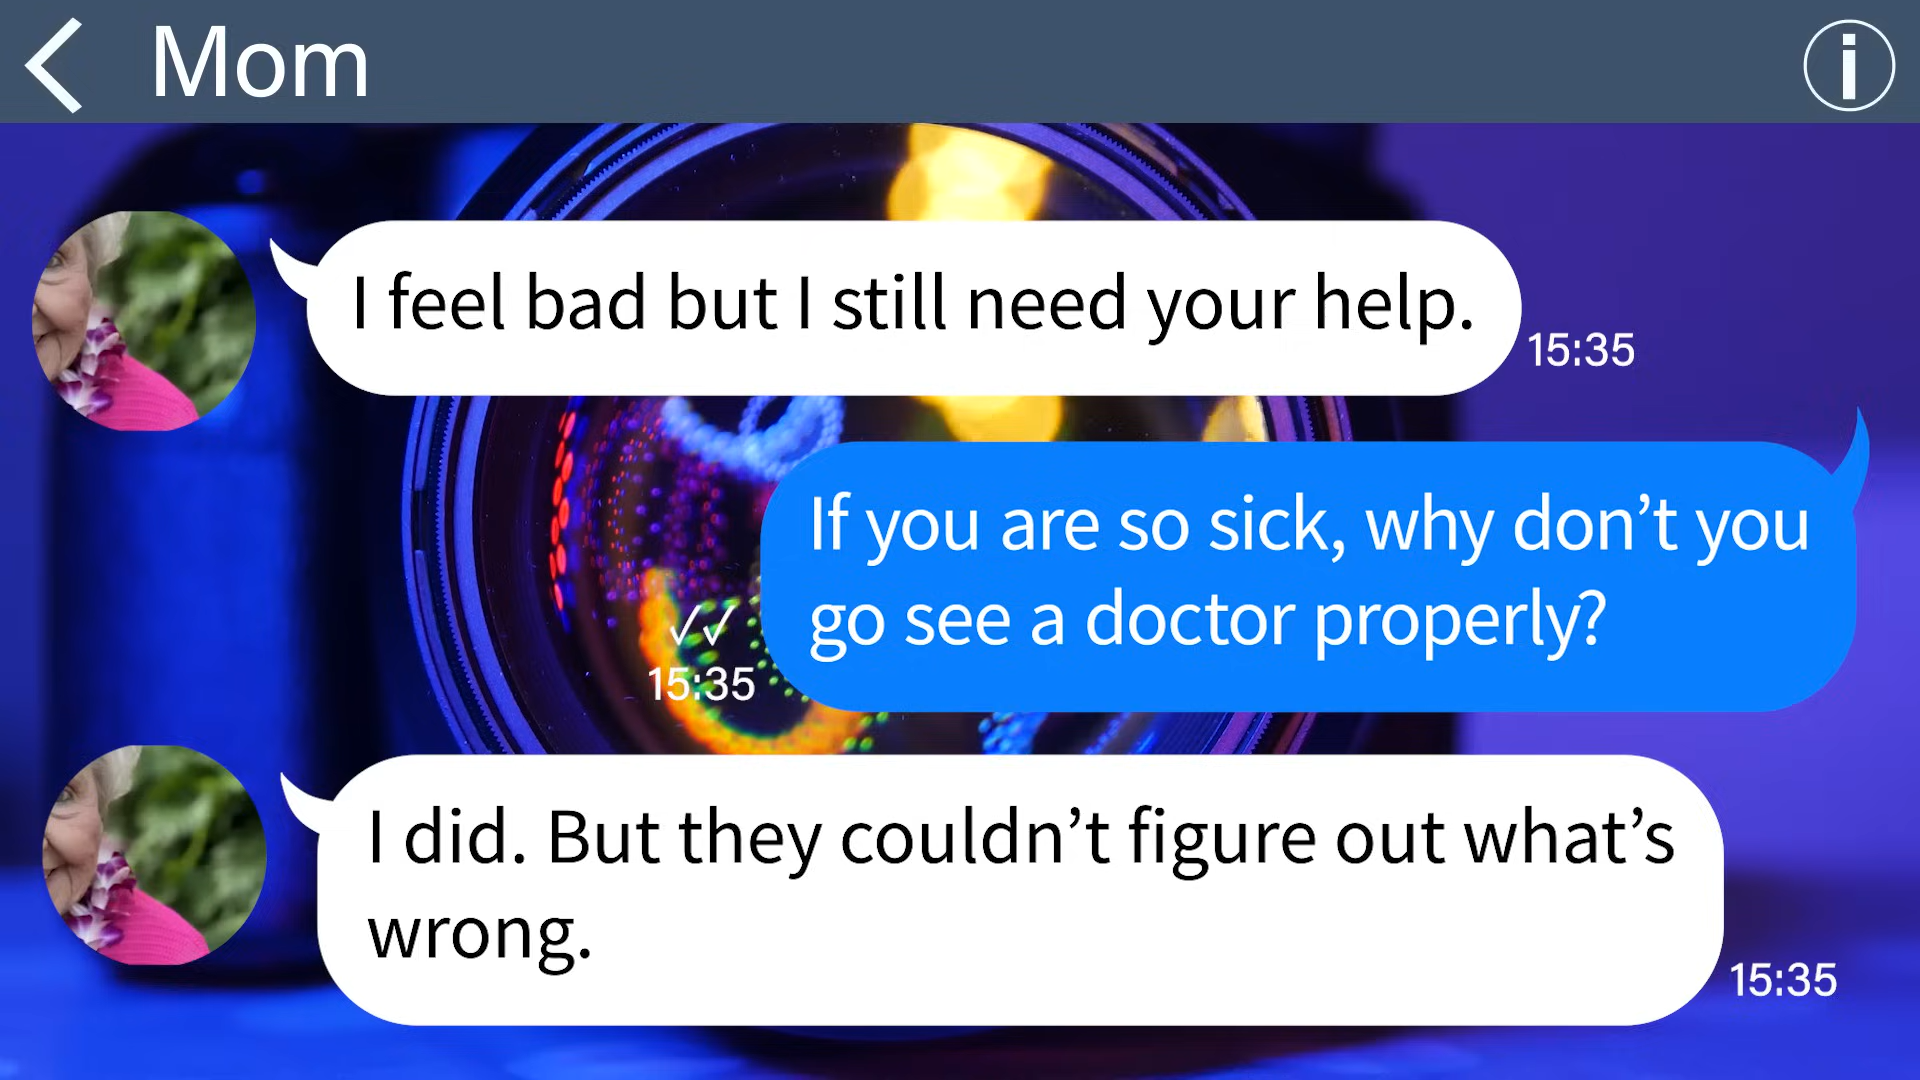 Mom
I feel bad but I still need your help.
15:35
If you are so sick, why don’t you
go see a doctor properly?
15:35
I did. But they couldn’t figure out what’s
wrong.
15:35